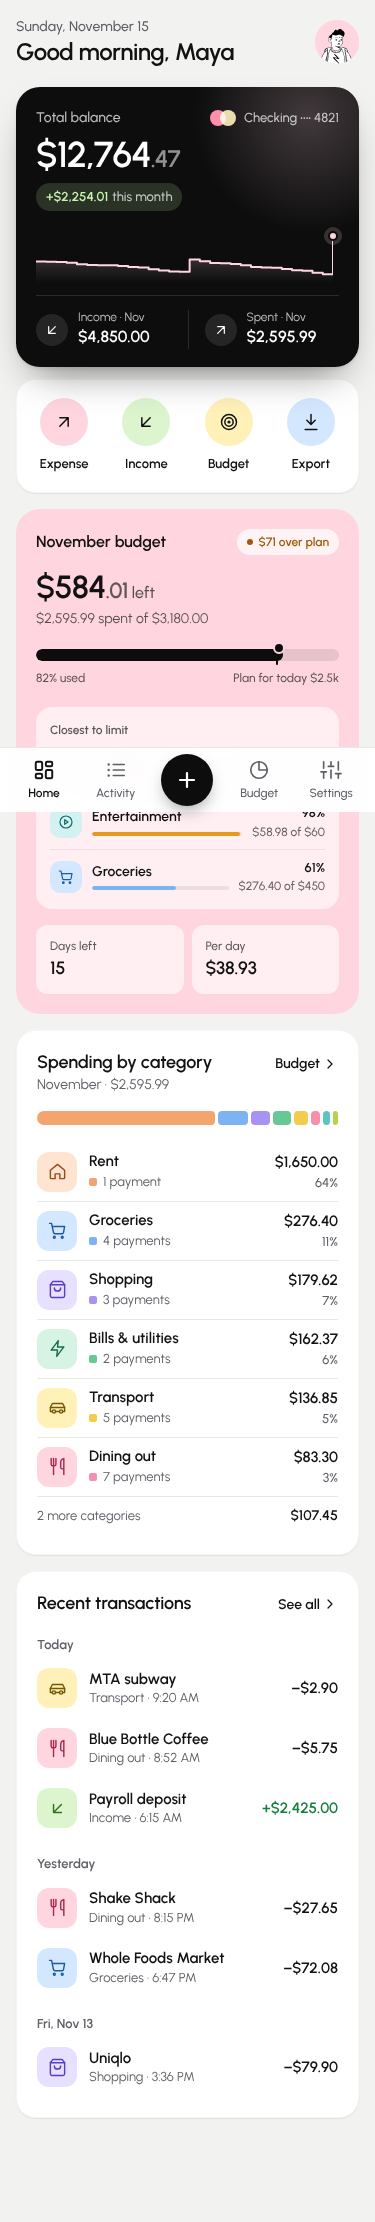 Sunday, November 15
Good morning, Maya
Total balance
Checking •••• 4821
$12,764.47
+$2,254.01 this month
Income · Nov
$4,850.00
Spent · Nov
$2,595.99
Expense
Income
Budget
Export
November budget
$71 over plan
$584.01 left
$2,595.99 spent of $3,180.00
82% used
Plan for today $2.5k
Closest to limit
Home
Activity
Budget
Settings
Entertainment
98%
$58.98 of $60
Groceries
61%
$276.40 of $450
Days left
15
Per day
$38.93
Spending by category
Budget
November · $2,595.99
Rent
$1,650.00
1 payment
64%
Groceries
$276.40
4 payments
11%
Shopping
$179.62
3 payments
7%
Bills & utilities
$162.37
2 payments
6%
Transport
$136.85
5 payments
5%
Dining out
$83.30
7 payments
3%
2 more categories
$107.45
Recent transactions
See all
Today
MTA subway
−$2.90
Transport · 9:20 AM
Blue Bottle Coffee
−$5.75
Dining out · 8:52 AM
Payroll deposit
+$2,425.00
Income · 6:15 AM
Yesterday
Shake Shack
−$27.65
Dining out · 8:15 PM
Whole Foods Market
−$72.08
Groceries · 6:47 PM
Fri, Nov 13
Uniqlo
−$79.90
Shopping · 3:36 PM